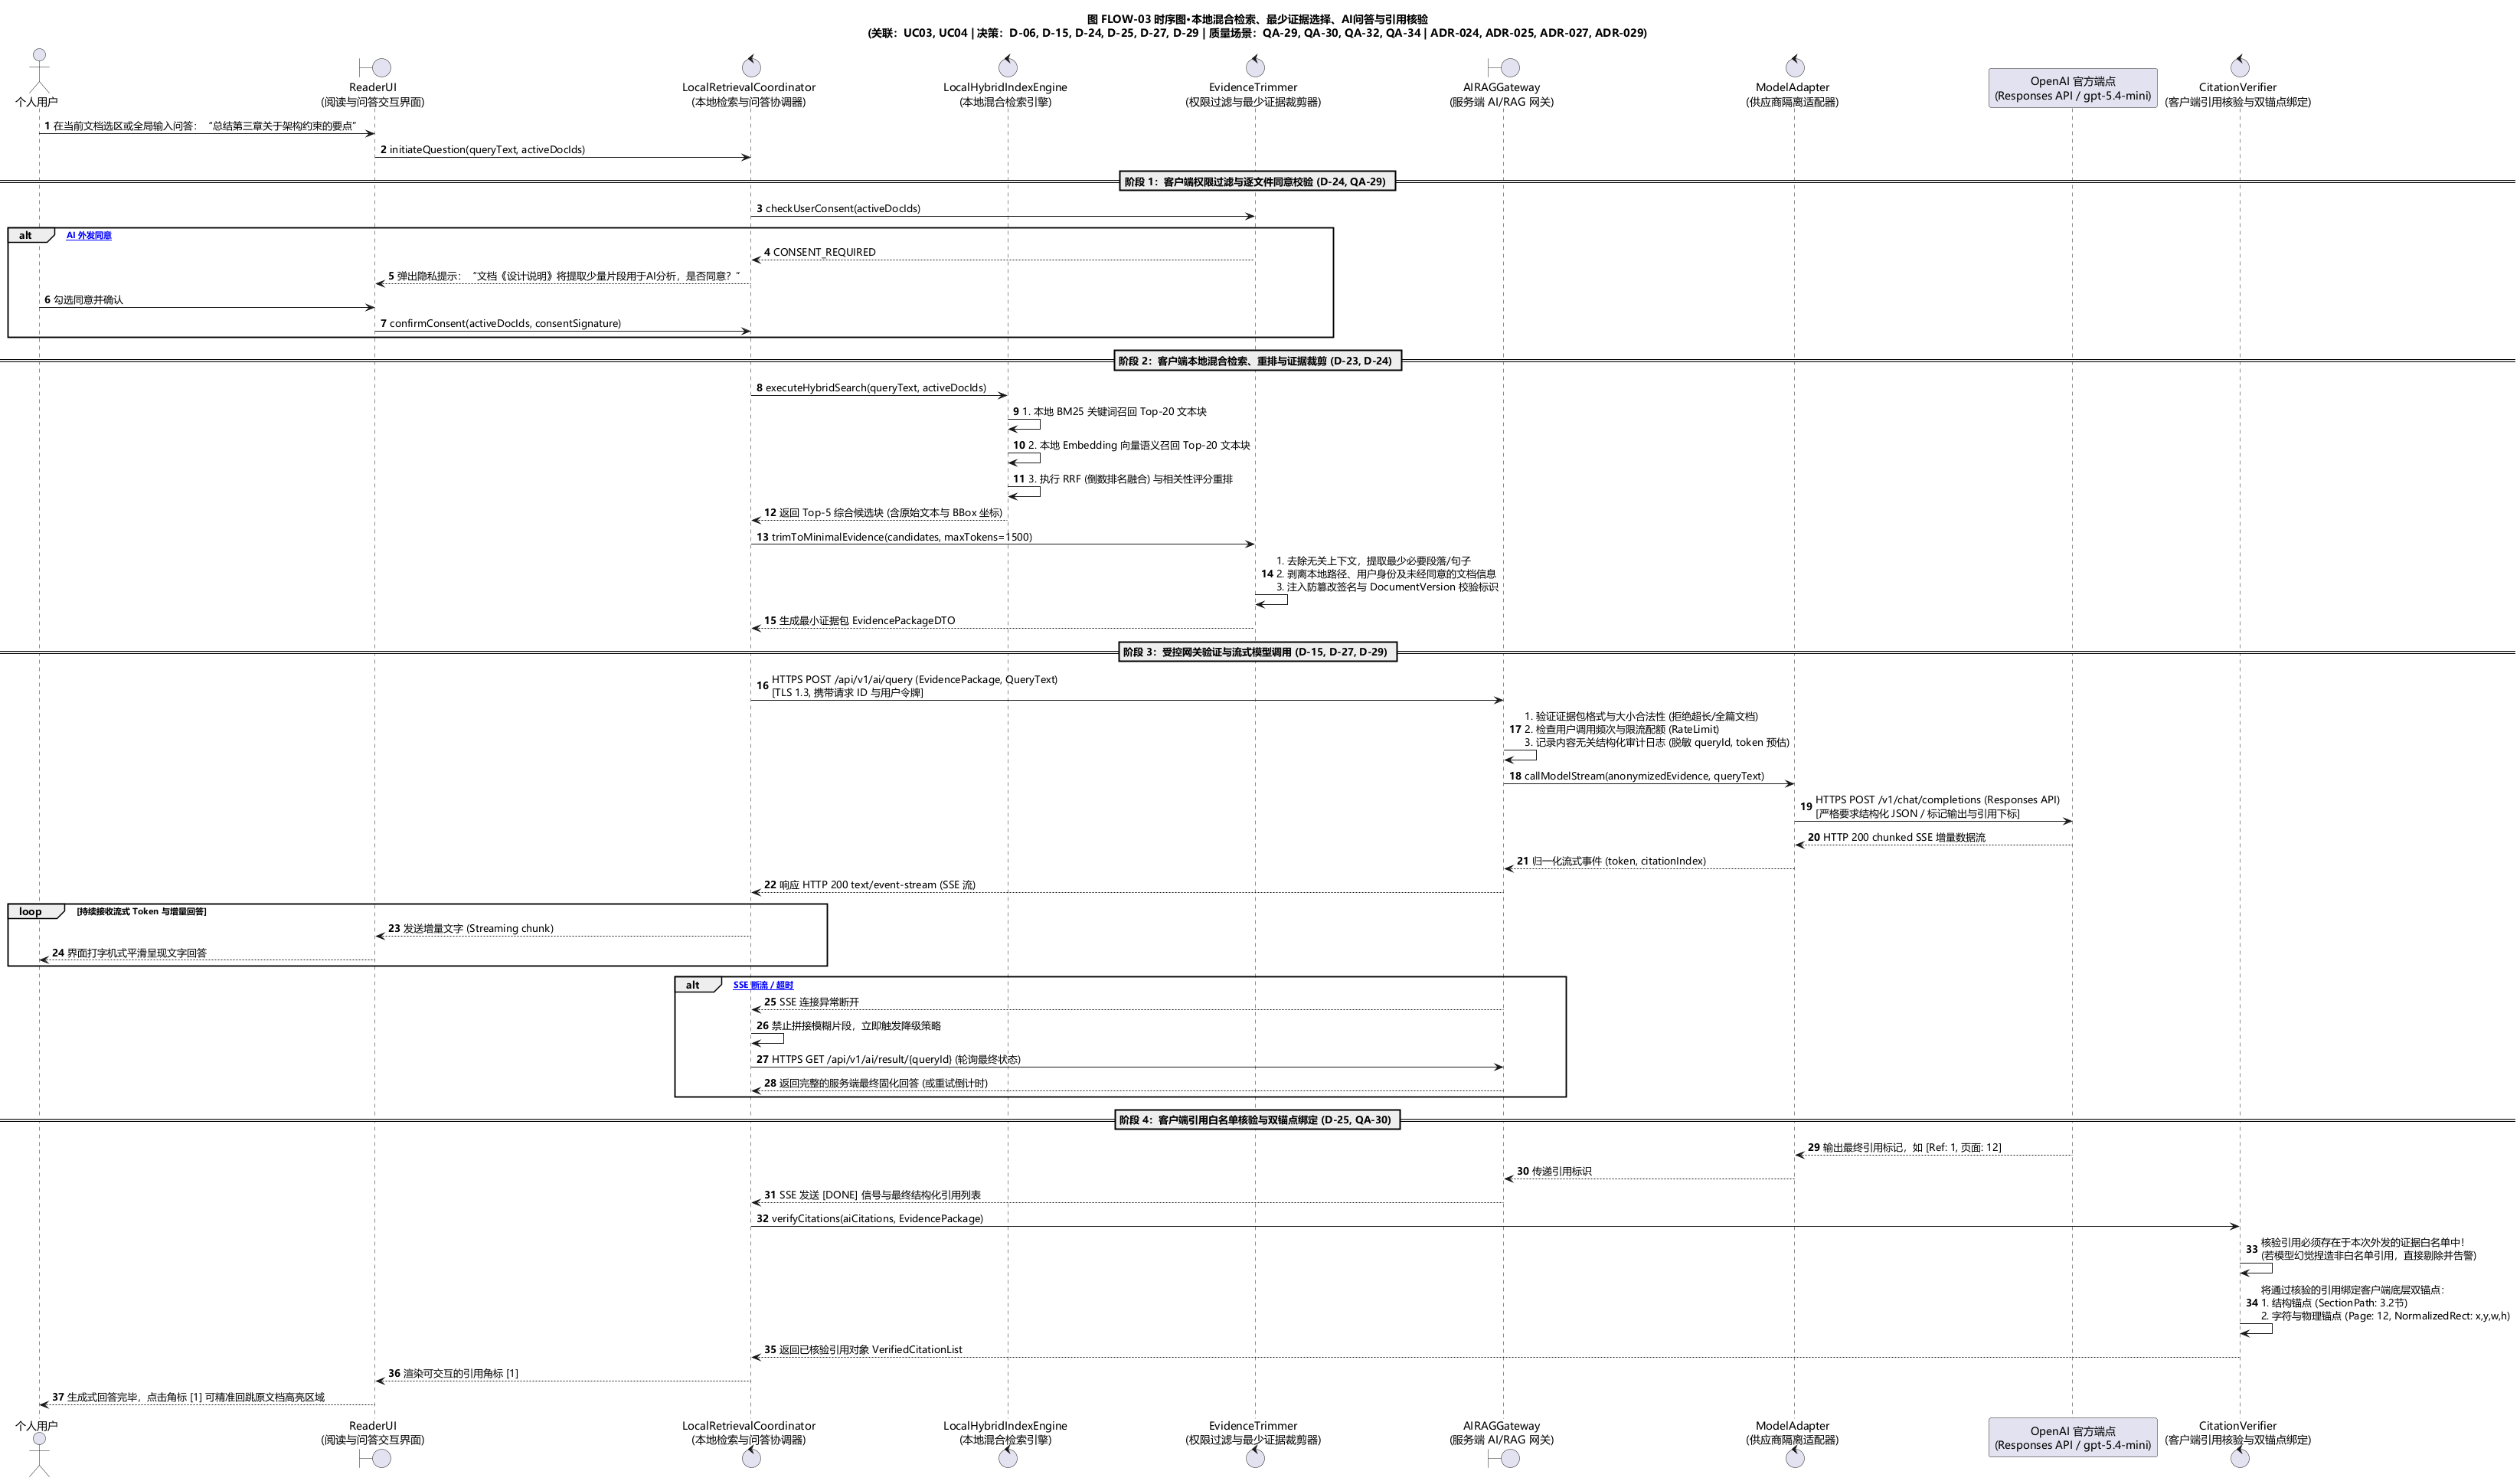 图 FLOW-03 时序图·本地混合检索、最少证据选择、AI问答与引用核验
(关联：UC03, UC04 | 决策：D-06, D-15, D-24, D-25, D-27, D-29 | 质量场景：QA-29, QA-30, QA-32, QA-34 | ADR-024, ADR-025, ADR-027, ADR-029)
个人用户
ReaderUI
(阅读与问答交互界面)
LocalRetrievalCoordinator
(本地检索与问答协调器)
LocalHybridIndexEngine
(本地混合检索引擎)
EvidenceTrimmer
(权限过滤与最少证据裁剪器)
AIRAGGateway
(服务端 AI/RAG 网关)
ModelAdapter
(供应商隔离适配器)
OpenAI 官方端点
(Responses API / gpt-5.4-mini)
CitationVerifier
(客户端引用核验与双锚点绑定)
1 在当前文档选区或全局输入问答：“总结第三章关于架构约束的要点”
2 initiateQuestion(queryText, activeDocIds)
阶段 1：客户端权限过滤与逐文件同意校验 (D-24, QA-29)
3 checkUserConsent(activeDocIds)
alt AI 外发同意
4 CONSENT_REQUIRED
5 弹出隐私提示：“文档《设计说明》将提取少量片段用于AI分析，是否同意？”
6 勾选同意并确认
7 confirmConsent(activeDocIds, consentSignature)
阶段 2：客户端本地混合检索、重排与证据裁剪 (D-23, D-24)
8 executeHybridSearch(queryText, activeDocIds)
9 1. 本地 BM25 关键词召回 Top-20 文本块
10 2. 本地 Embedding 向量语义召回 Top-20 文本块
11 3. 执行 RRF (倒数排名融合) 与相关性评分重排
12 返回 Top-5 综合候选块 (含原始文本与 BBox 坐标)
13 trimToMinimalEvidence(candidates, maxTokens=1500)
1. 去除无关上下文，提取最少必要段落/句子
14 2. 剥离本地路径、用户身份及未经同意的文档信息
3. 注入防篡改签名与 DocumentVersion 校验标识
15 生成最小证据包 EvidencePackageDTO
阶段 3：受控网关验证与流式模型调用 (D-15, D-27, D-29)
16 HTTPS POST /api/v1/ai/query (EvidencePackage, QueryText)
[TLS 1.3, 携带请求 ID 与用户令牌]
1. 验证证据包格式与大小合法性 (拒绝超长/全篇文档)
17 2. 检查用户调用频次与限流配额 (RateLimit)
3. 记录内容无关结构化审计日志 (脱敏 queryId, token 预估)
18 callModelStream(anonymizedEvidence, queryText)
19 HTTPS POST /v1/chat/completions (Responses API)
[严格要求结构化 JSON / 标记输出与引用下标]
20 HTTP 200 chunked SSE 增量数据流
21 归一化流式事件 (token, citationIndex)
22 响应 HTTP 200 text/event-stream (SSE 流)
loop [持续接收流式 Token 与增量回答]
23 发送增量文字 (Streaming chunk)
24 界面打字机式平滑呈现文字回答
alt SSE 断流 / 超时
25 SSE 连接异常断开
26 禁止拼接模糊片段，立即触发降级策略
27 HTTPS GET /api/v1/ai/result/{queryId} (轮询最终状态)
28 返回完整的服务端最终固化回答 (或重试倒计时)
阶段 4：客户端引用白名单核验与双锚点绑定 (D-25, QA-30)
29 输出最终引用标记，如 [Ref: 1, 页面: 12]
30 传递引用标识
31 SSE 发送 [DONE] 信号与最终结构化引用列表
32 verifyCitations(aiCitations, EvidencePackage)
33 核验引用必须存在于本次外发的证据白名单中！
(若模型幻觉捏造非白名单引用，直接剔除并告警)
将通过核验的引用绑定客户端底层双锚点：
34 1. 结构锚点 (SectionPath: 3.2节)
2. 字符与物理锚点 (Page: 12, NormalizedRect: x,y,w,h)
35 返回已核验引用对象 VerifiedCitationList
36 渲染可交互的引用角标 [1]
37 生成式回答完毕，点击角标 [1] 可精准回跳原文档高亮区域
个人用户
ReaderUI
(阅读与问答交互界面)
LocalRetrievalCoordinator
(本地检索与问答协调器)
LocalHybridIndexEngine
(本地混合检索引擎)
EvidenceTrimmer
(权限过滤与最少证据裁剪器)
AIRAGGateway
(服务端 AI/RAG 网关)
ModelAdapter
(供应商隔离适配器)
OpenAI 官方端点
(Responses API / gpt-5.4-mini)
CitationVerifier
(客户端引用核验与双锚点绑定)